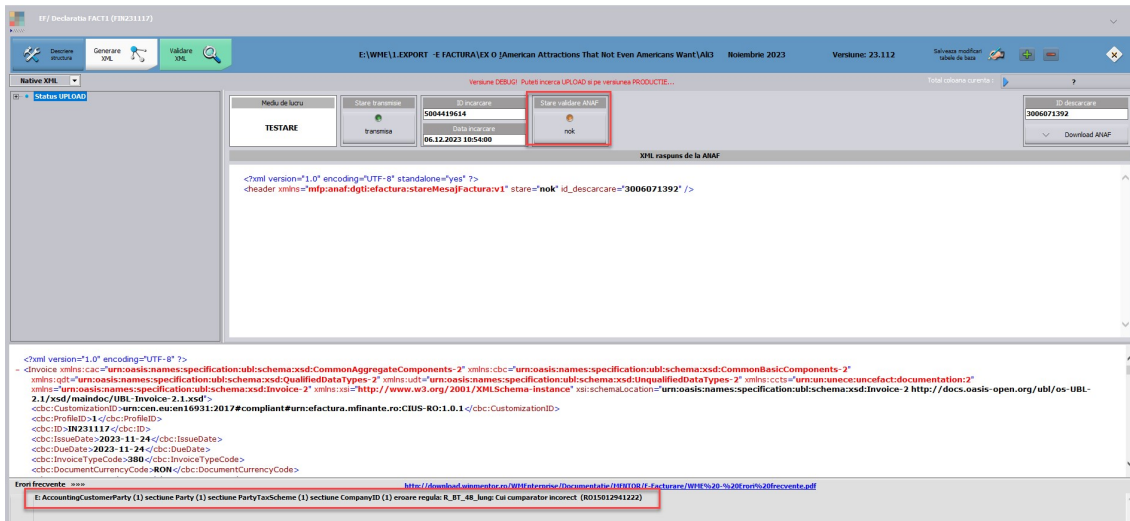 EF/ Declaratia FACT1 (FIN231117)
Descriere structura
Generare XML
Validare XML
E:\WME\1.EXPORT -E FACTURA\EX O !American Attractions That Not Even Americans Want\Ali3 Noiembrie 2023 Versiune: 23.112
Salveaza modificari tabele de baza
Native XML
Versiune DEBUG! Puteti incerca UPLOAD si pe versiunea PRODUCTIE...
Total coloana curenta :
?
Status UPLOAD
Mediu de lucru
TESTARE
Stare transmisie
transmisa
ID incarcare
5004419614
Data incarcare
06.12.2023 10:54:00
Stare validare ANAF
nok
ID descarcare
3006071392
Download ANAF
XML raspuns de la ANAF
<?xml version="1.0" encoding="UTF-8" standalone="yes" ?>
<header xmlns="mfp:anaf:dgti:efactura:stareMesajFactura:v1" stare="nok" id_descarcare="3006071392" />
<?xml version="1.0" encoding="UTF-8" ?>
- <Invoice xmlns:cac="urn:oasis:names:specification:ubl:schema:xsd:CommonAggregateComponents-2" xmlns:cbc="urn:oasis:names:specification:ubl:schema:xsd:CommonBasicComponents-2"
xmlns:qdt="urn:oasis:names:specification:ubl:schema:xsd:QualifiedDataTypes-2" xmlns:udt="urn:oasis:names:specification:ubl:schema:xsd:UnqualifiedDataTypes-2" xmlns:ccts="urn:un:unece:uncefact:documentation:2"
xmlns="urn:oasis:names:specification:ubl:schema:xsd:Invoice-2" xmlns:xsi="http://www.w3.org/2001/XMLSchema-instance" xsi:schemaLocation="urn:oasis:names:specification:ubl:schema:xsd:Invoice-2 http://docs.oasis-open.org/ubl/os-UBL-
2.1/xsd/maindoc/UBL-Invoice-2.1.xsd">
<cbc:CustomizationID>urn:cen.eu:en16931:2017#compliant#urn:efactura.mfinante.ro:CIUS-RO:1.0.1</cbc:CustomizationID>
<cbc:ProfileID>1</cbc:ProfileID>
<cbc:ID>IN231117</cbc:ID>
<cbc:IssueDate>2023-11-24</cbc:IssueDate>
<cbc:DueDate>2023-11-24</cbc:DueDate>
<cbc:InvoiceTypeCode>380</cbc:InvoiceTypeCode>
<cbc:DocumentCurrencyCode>RON</cbc:DocumentCurrencyCode>
Erori frecvente »»» http://download.winmentor.ro/WMEnterprise/Documentatie/MENTOR/E-Facturare/WME%20-%20Erori%20frecvente.pdf
E: AccountingCustomerParty (1) sectiune Party (1) sectiune PartyTaxScheme (1) sectiune CompanyID (1) eroare regula: R_BT_48_lung: Cui cumparator incorect (RO15012941222)